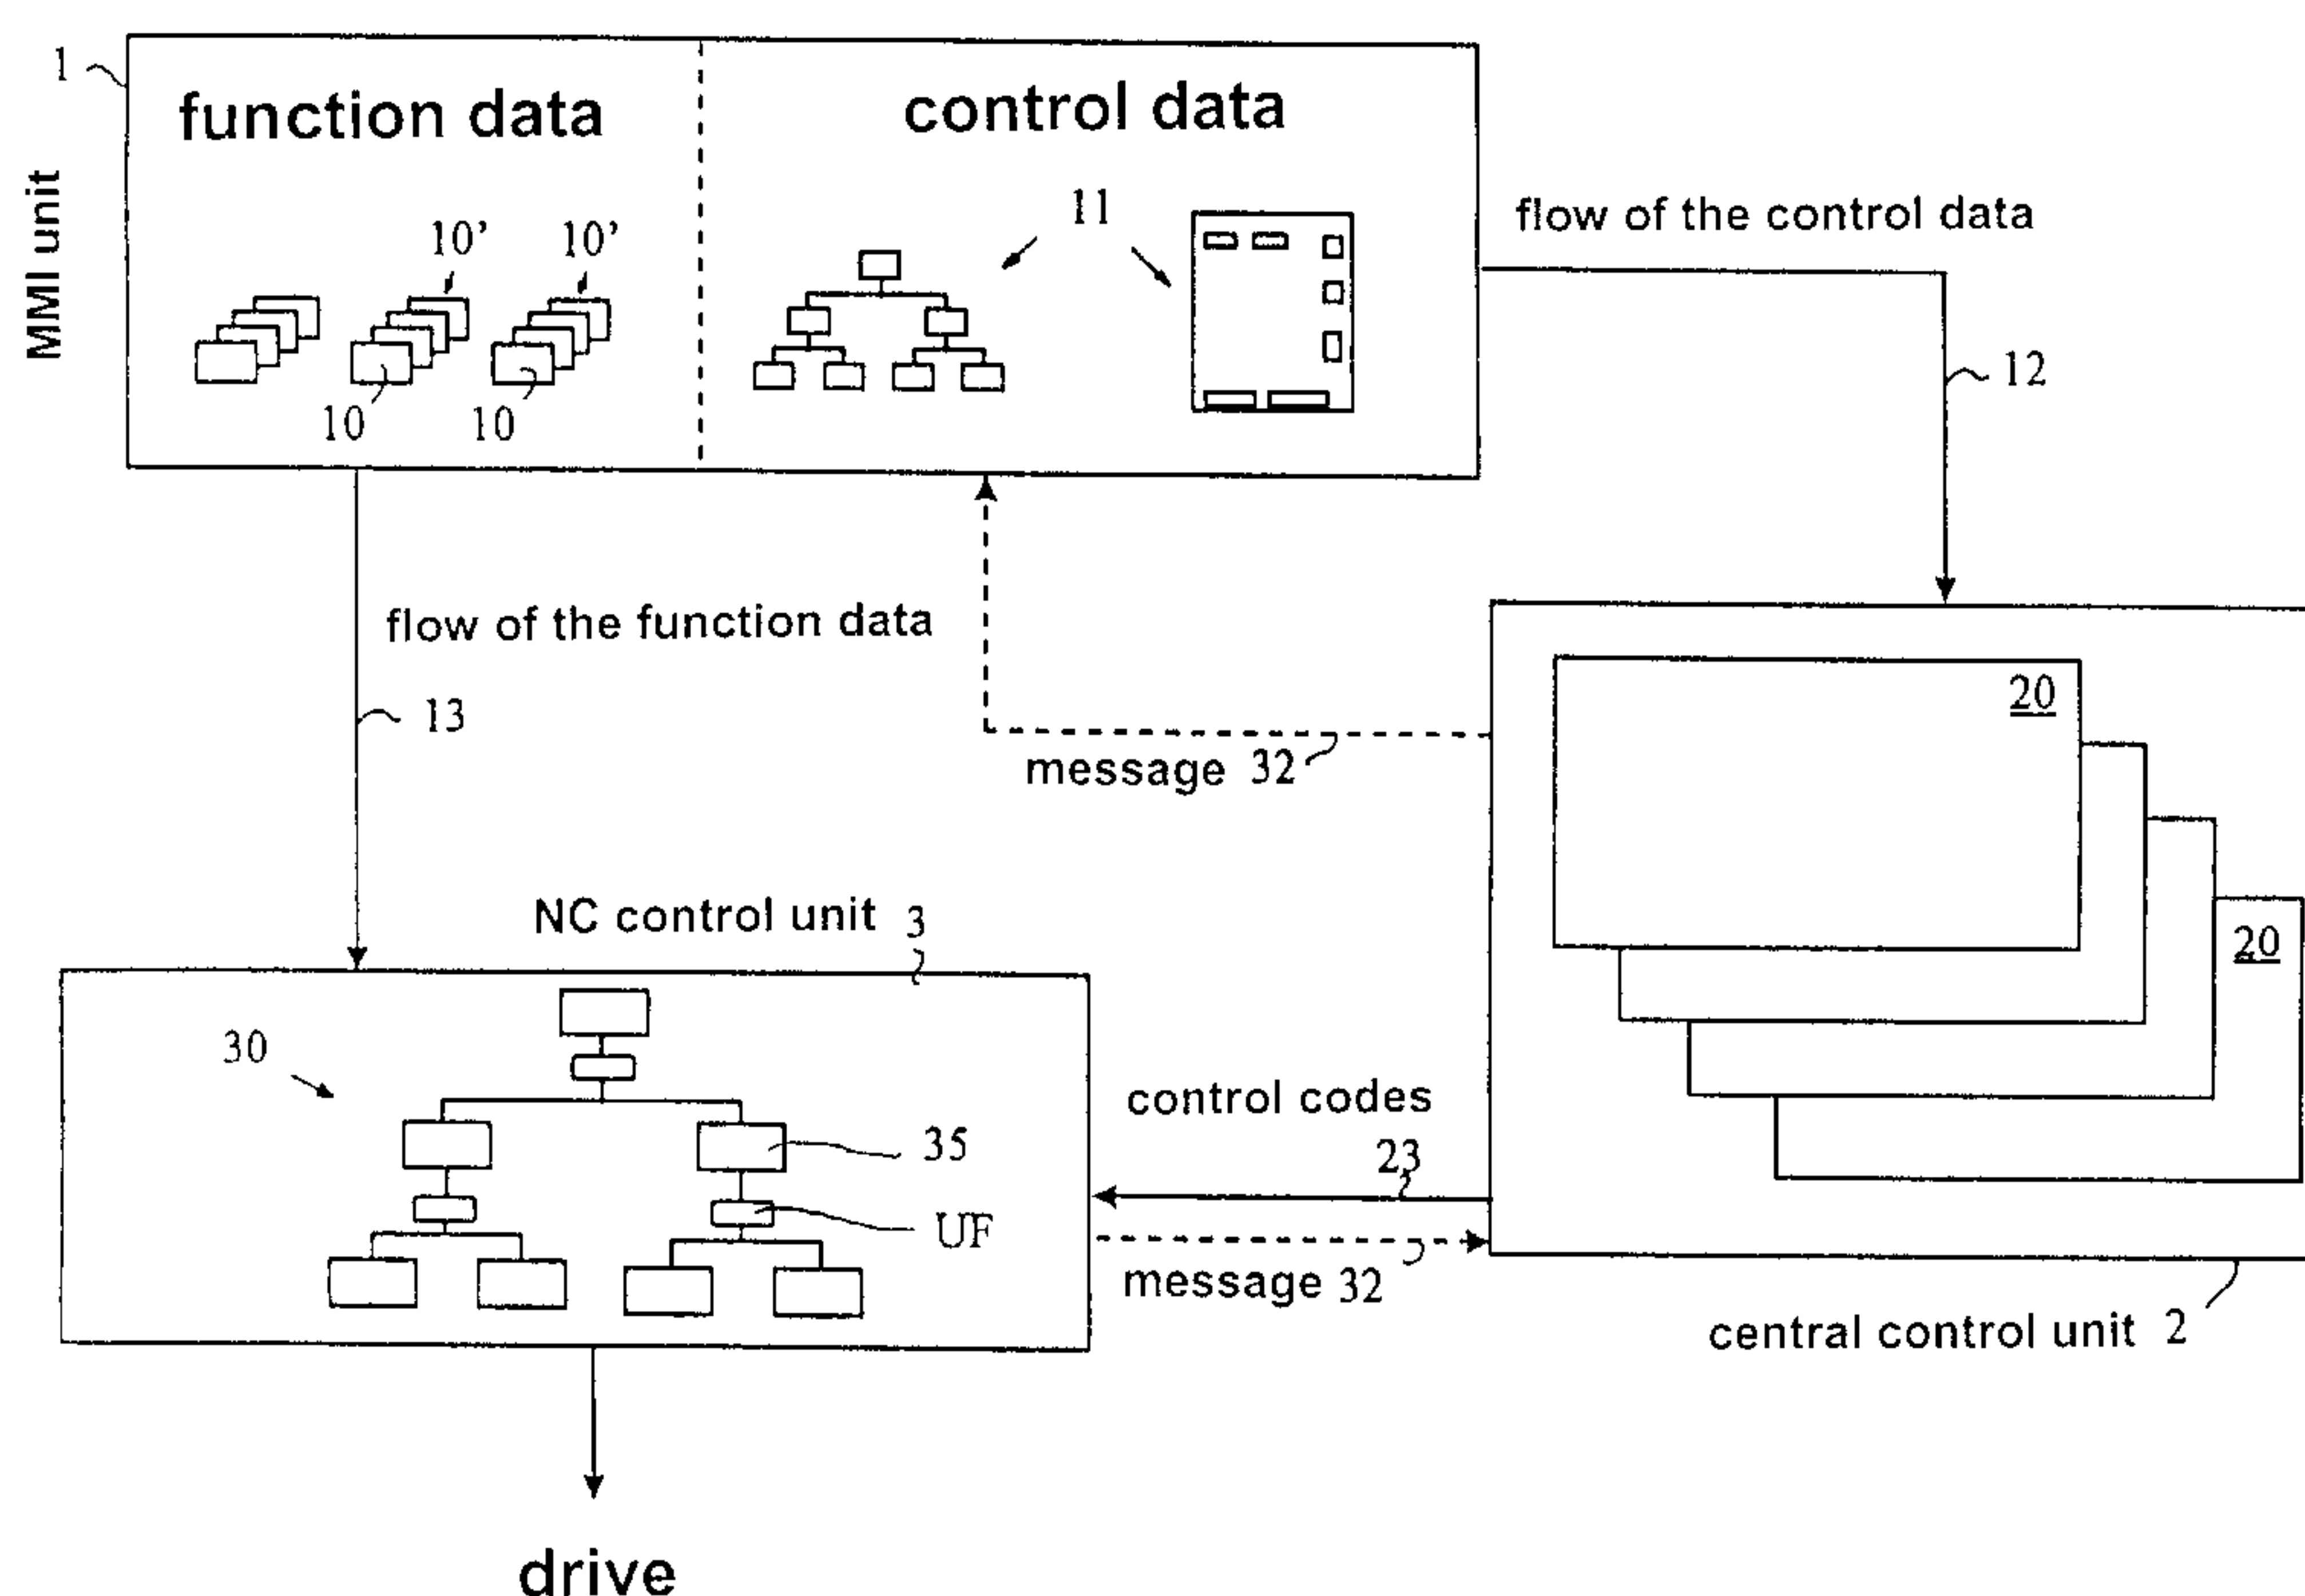 1
MMI unit
function data
control data
10’
10’
10
10
11
flow of the control data
12
flow of the function data
13
message 32
20
20
NC control unit 3
30
35
UF
control codes
23
message 32
central control unit 2
drive